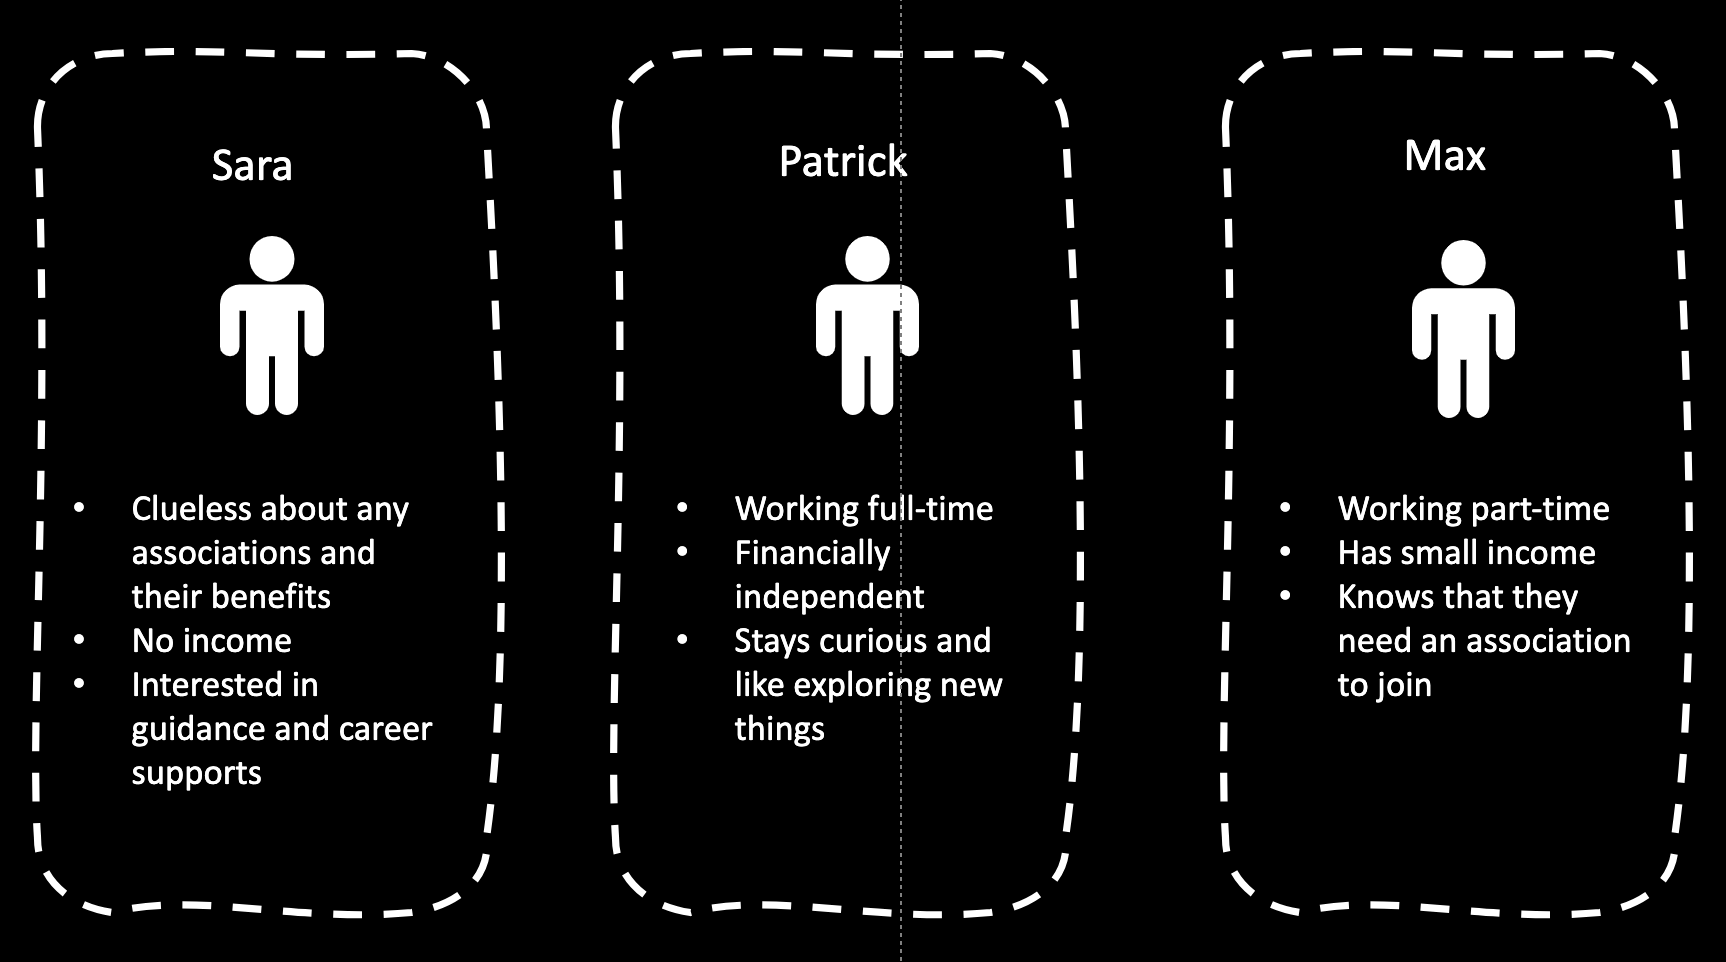 Sara
• Clueless about any
associations and
their benefits
• No income
• Interested in
guidance and career
supports
Patrick
• Working full-time
• Financially
independent
• Stays curious and
like exploring new
things
Max
• Working part-time
• Has small income
• Knows that they
need an association
to join